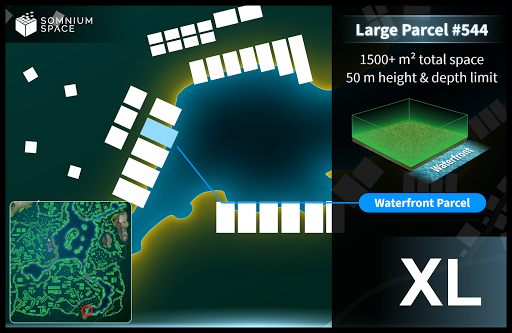 SOMNIUM
SPACE
Large Parcel #544
1500+ m² total space
50 m height & depth limit
Waterfront
Waterfront Parcel
XL